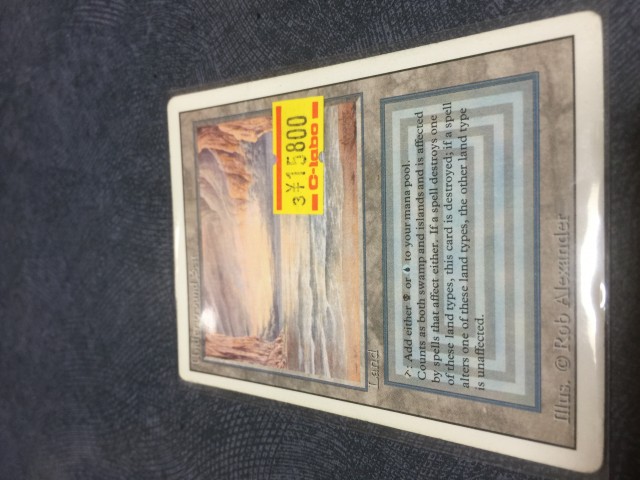 3 ¥15800
C-labo
Land
: Add either or to your mana pool.
Counts as both swamp and islands and is affected
by spells that affect either. If a spell destroys one
of these land types, this card is destroyed; if a spell
alters one of these land types, the other land type
is unaffected.
Illus. © Rob Alexander